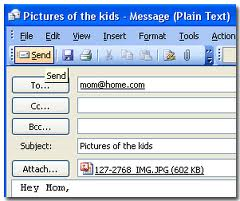 Pictures of the kids - Message (Plain Text)
File Edit View Insert Format Tools Actions
Send
Send
To... mom@home.com
Cc...
Bcc...
Subject: Pictures of the kids
Attach... 127-2768_IMG.JPG (602 KB)
Hey Mom,